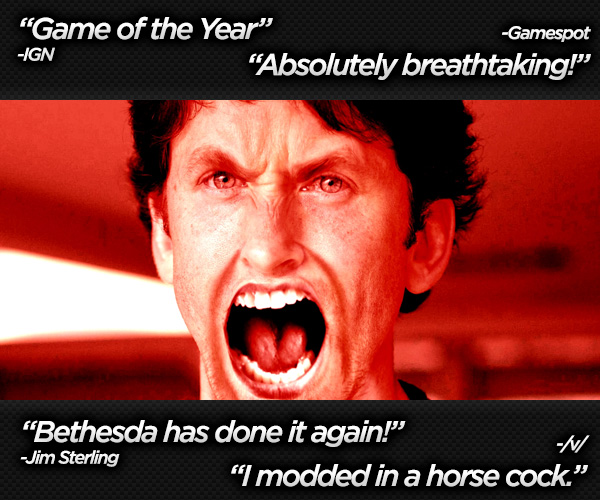 “Game of the Year”
-IGN
-Gamespot
“Absolutely breathtaking!”
“Bethesda has done it again!”
-Jim Sterling
-/v/
“I modded in a horse cock.”